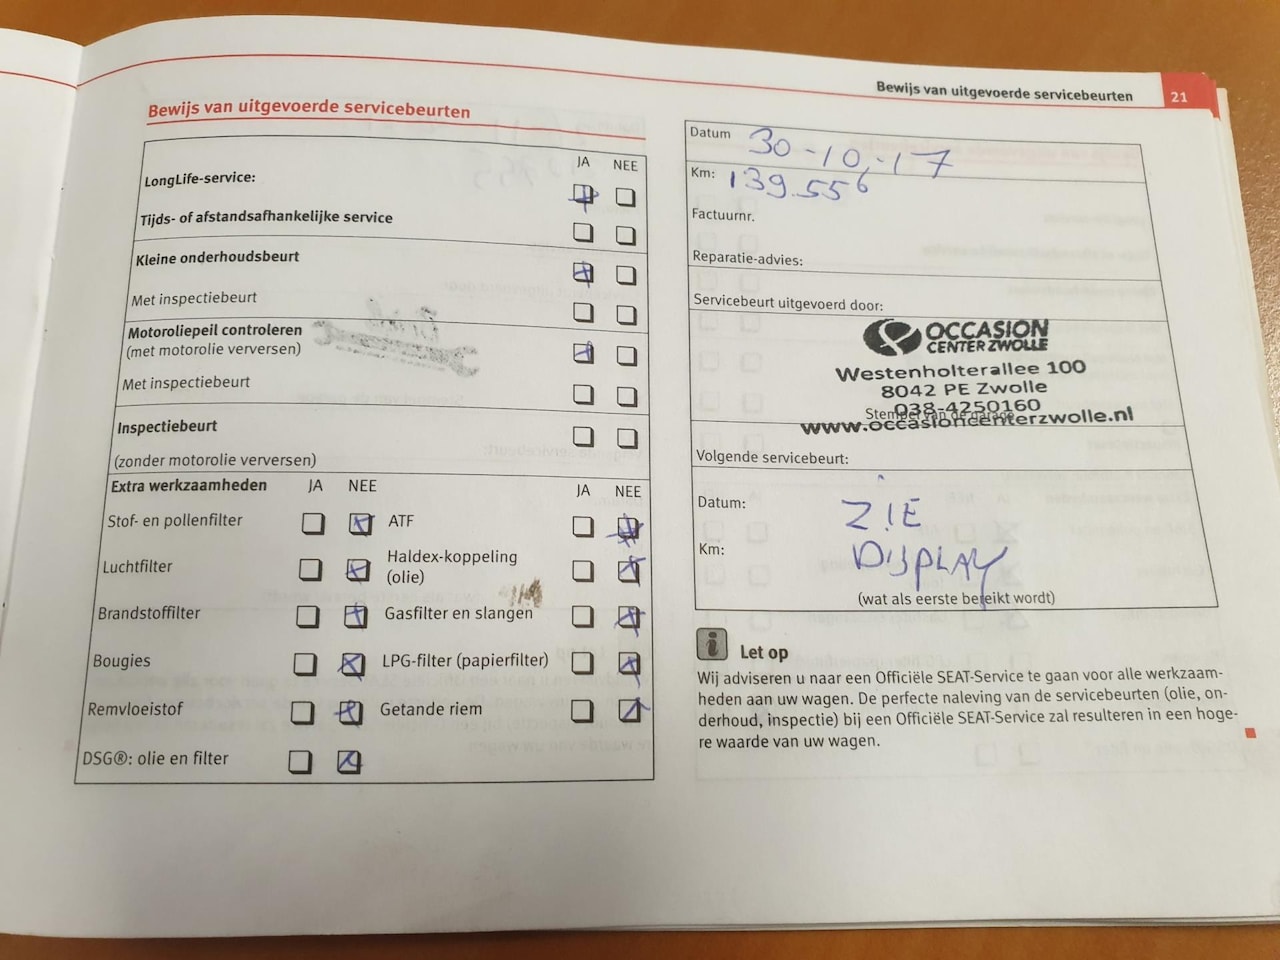 Bewijs van uitgevoerde servicebeurten 21
Bewijs van uitgevoerde servicebeurten
JA NEE
LongLife-service:
Tijds- of afstandsafhankelijke service
Kleine onderhoudsbeurt
Met inspectiebeurt
Motoroliepeil controleren
(met motorolie verversen)
Met inspectiebeurt
Inspectiebeurt
(zonder motorolie verversen)
Extra werkzaamheden JA NEE JA NEE
Stof- en pollenfilter ATF
Luchtfilter Haldex-koppeling
(olie)
Brandstoffilter Gasfilter en slangen
Bougies LPG-filter (papierfilter)
Remvloeistof Getande riem
DSG®: olie en filter
Datum 30-10-17
Km: 139.556
Factuurnr.
Reparatie-advies:
Servicebeurt uitgevoerd door:
OCCASION
CENTER ZWOLLE
Westenholterallee 100
8042 PE Zwolle
038-4250160
Stempel van de garage
www.occasioncenterzwolle.nl
Volgende servicebeurt:
Datum: ZIE
Km: DISPLAY
(wat als eerste bereikt wordt)
i Let op
Wij adviseren u naar een Officiële SEAT-Service te gaan voor alle werkzaam-
heden aan uw wagen. De perfecte naleving van de servicebeurten (olie, on-
derhoud, inspectie) bij een Officiële SEAT-Service zal resulteren in een hoge-
re waarde van uw wagen.